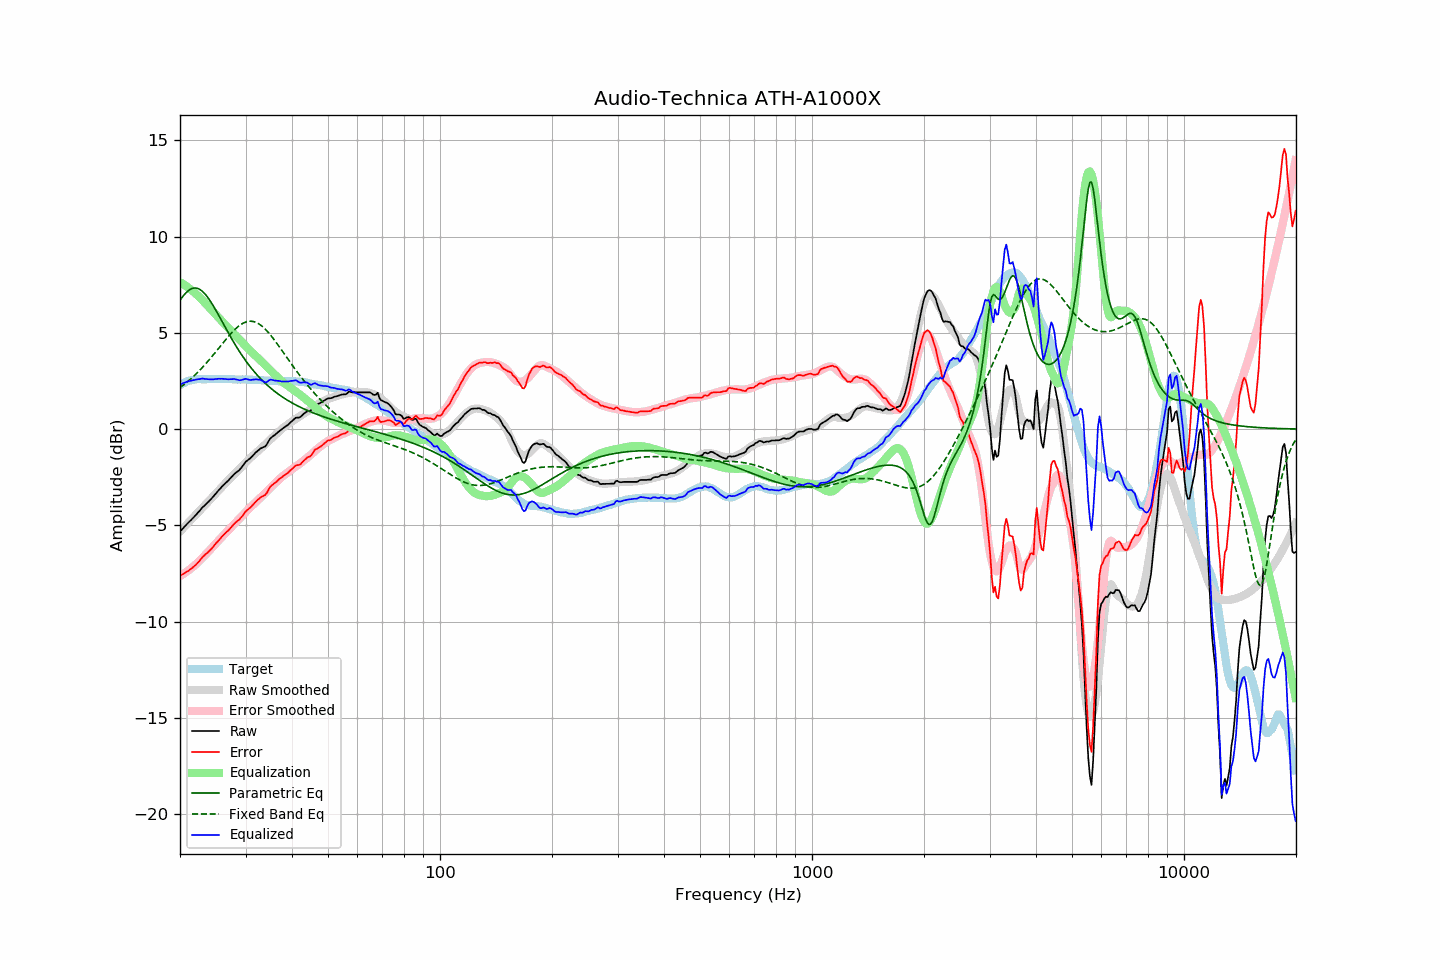 Audio-Technica ATH-A1000X
Amplitude (dBr)
15
10
5
0
−5
−10
−15
−20
Target
Raw Smoothed
Error Smoothed
Raw
Error
Equalization
Parametric Eq
Fixed Band Eq
Equalized
100 1000 10000
Frequency (Hz)